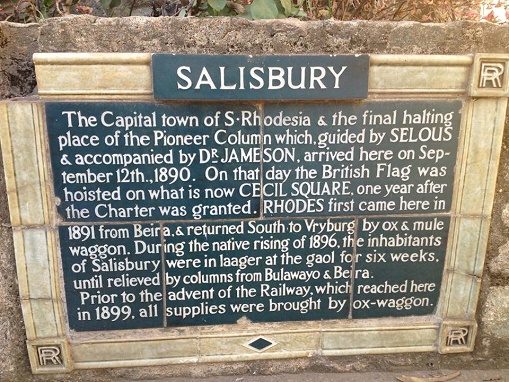 SALISBURY
RR
The Capital town of S·Rhodesia & the final halting
place of the Pioneer Column which, guided by SELOUS
& accompanied by DR. JAMESON, arrived here on Sep-
tember 12th., 1890. On that day the British Flag was
hoisted on what is now CECIL SQUARE, one year after
the Charter was granted. RHODES first came here in
1891 from Beira, & returned South to Vryburg by ox & mule
waggon. During the native rising of 1896, the inhabitants
of Salisbury were in laager at the gaol for six weeks,
until relieved by columns from Bulawayo & Beira.
Prior to the advent of the Railway, which reached here
in 1899, all supplies were brought by ox-waggon.
RR
RR